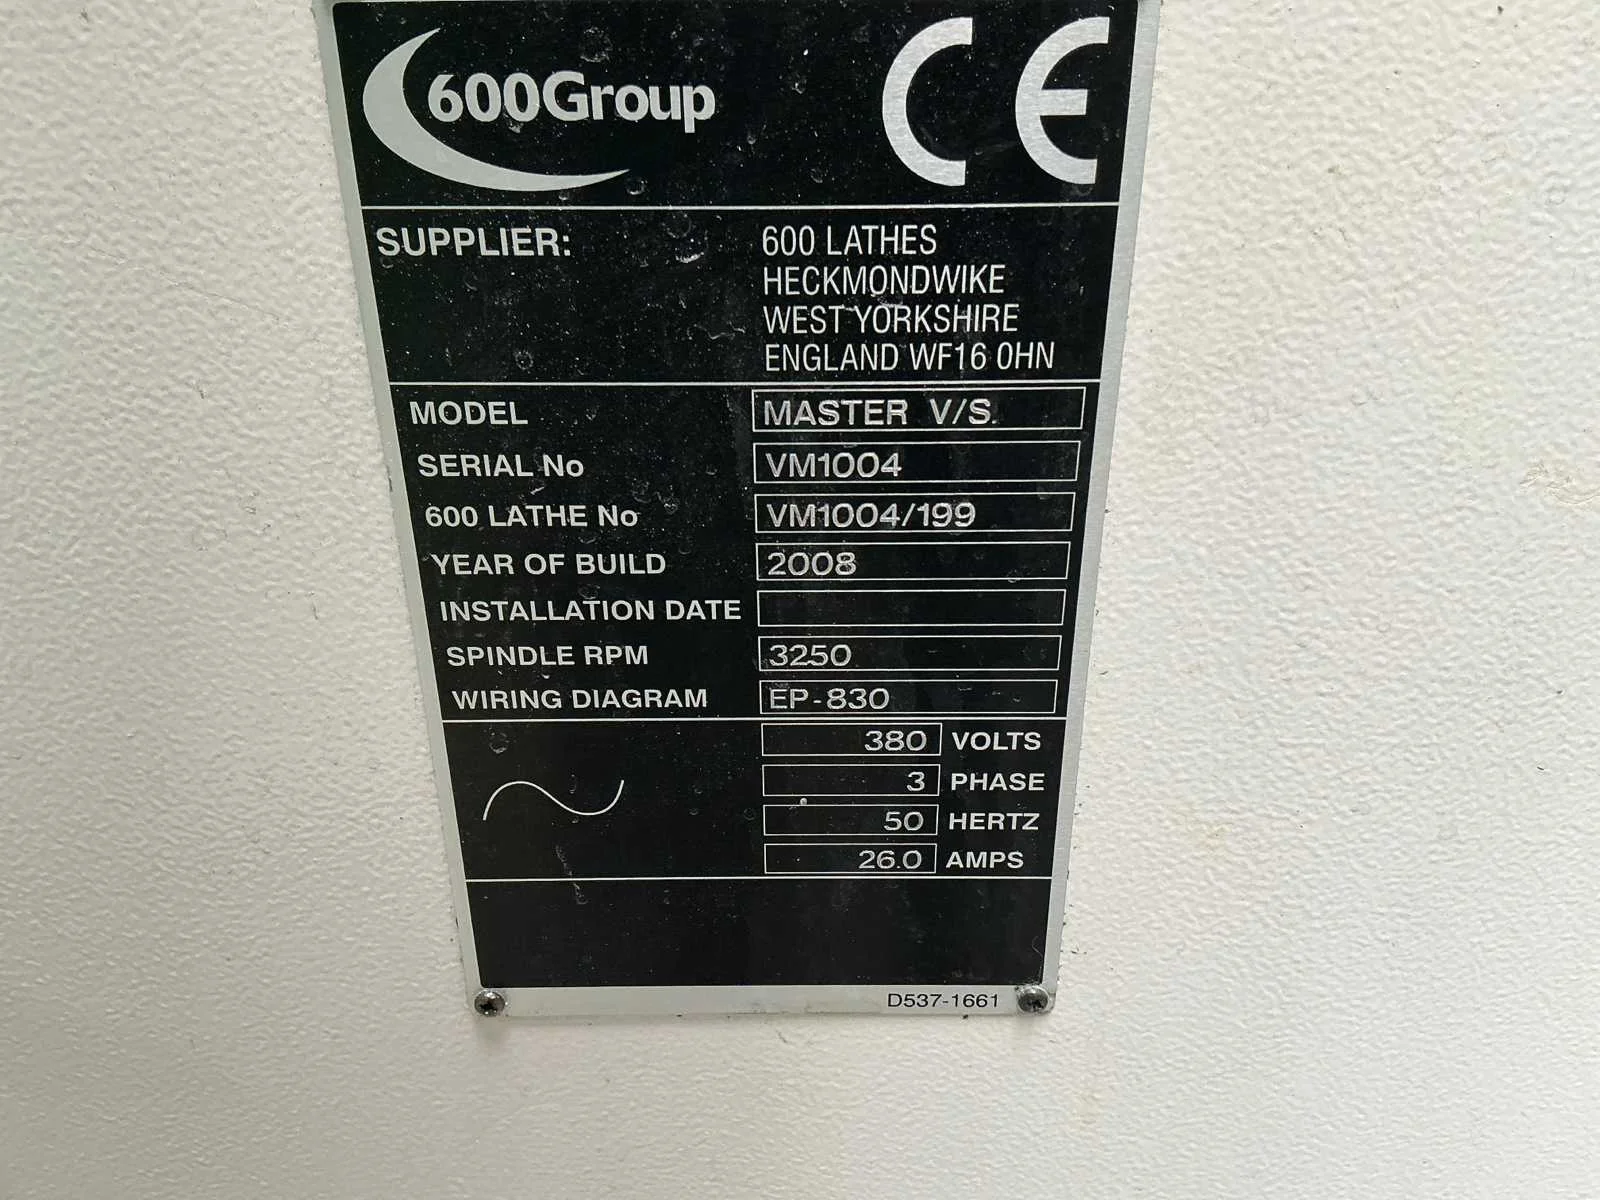 600Group CE
SUPPLIER: 600 LATHES
HECKMONDWIKE
WEST YORKSHIRE
ENGLAND WF16 0HN
MODEL MASTER V/S.
SERIAL No VM1004
600 LATHE No VM1004/199
YEAR OF BUILD 2008
INSTALLATION DATE
SPINDLE RPM 3250
WIRING DIAGRAM EP-830
380 VOLTS
3 PHASE
50 HERTZ
26.0 AMPS
D537-1661